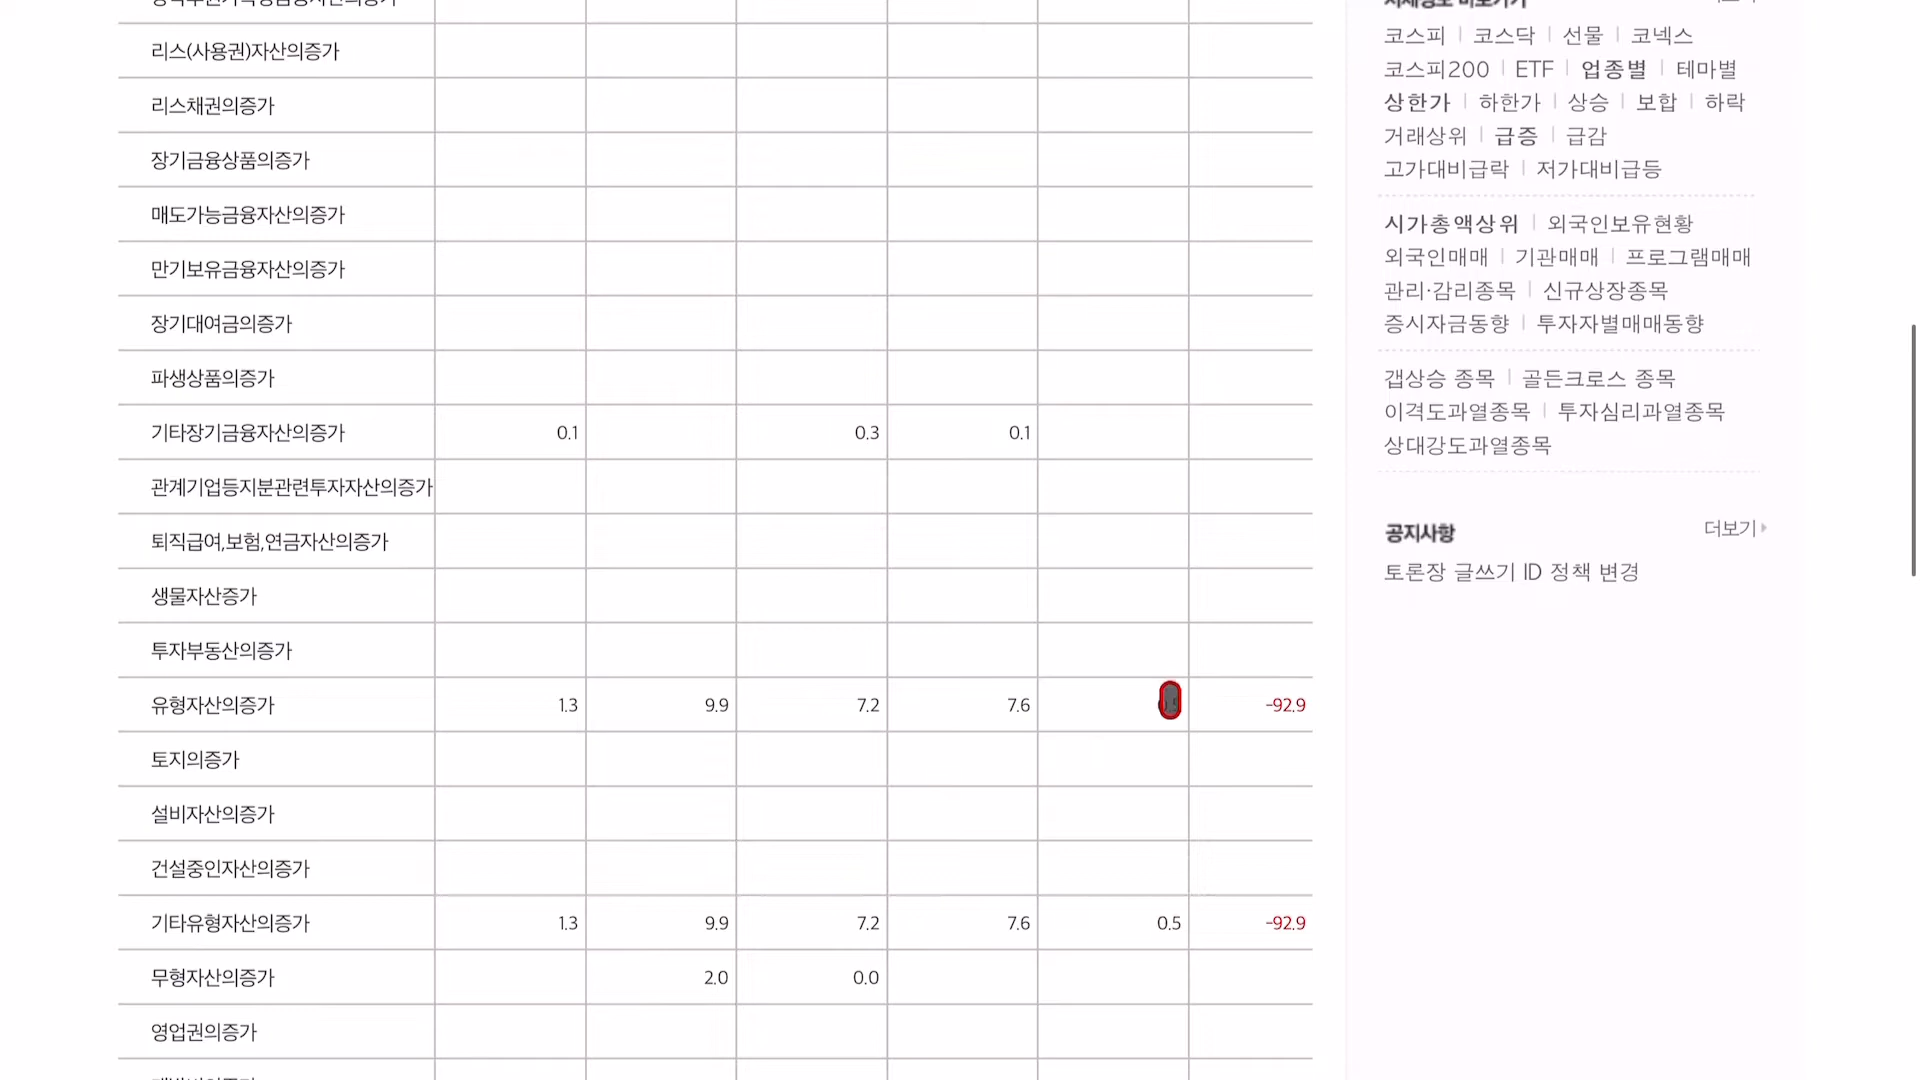 리스(사용권)자산의증가
리스채권의증가
장기금융상품의증가
매도가능금융자산의증가
만기보유금융자산의증가
장기대여금의증가
파생상품의증가
기타장기금융자산의증가 0.1 0.3 0.1
관계기업등지분관련투자자산의증가
퇴직급여,보험,연금자산의증가
생물자산증가
투자부동산의증가
유형자산의증가 1.3 9.9 7.2 7.6 -92.9
토지의증가
설비자산의증가
건설중인자산의증가
기타유형자산의증가 1.3 9.9 7.2 7.6 0.5 -92.9
무형자산의증가 2.0 0.0
영업권의증가
코스피 | 코스닥 | 선물 | 코넥스
코스피200 | ETF | 업종별 | 테마별
상한가 | 하한가 | 상승 | 보합 | 하락
거래상위 | 급증 | 급감
고가대비급락 | 저가대비급등
시가총액상위 | 외국인보유현황
외국인매매 | 기관매매 | 프로그램매매
관리·감리종목 | 신규상장종목
증시자금동향 | 투자자별매매동향
갭상승 종목 | 골든크로스 종목
이격도과열종목 | 투자심리과열종목
상대강도과열종목
공지사항 더보기
토론장 글쓰기 ID 정책 변경